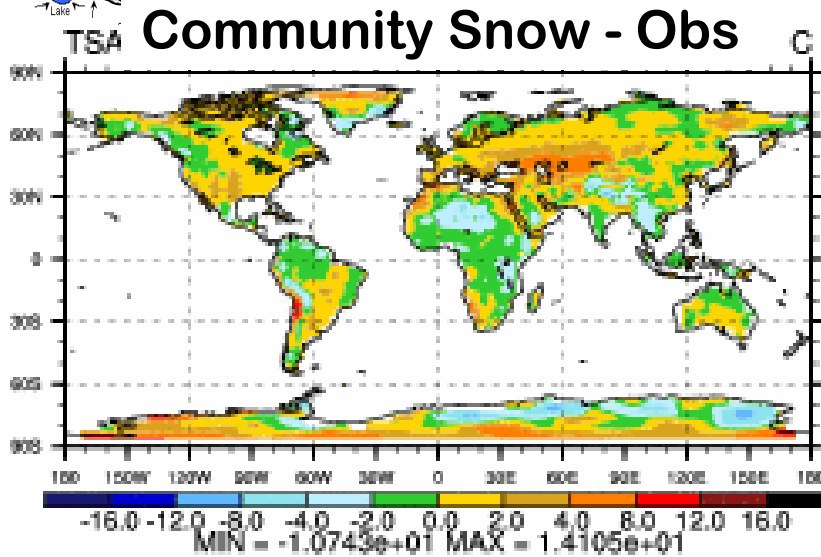 Lake
Community Snow - Obs
TSA
C
90N
60N
30N
0
30S
60S
90S
180 150W 120W 90W 60W 30W 0 30E 60E 90E 120E 150E 180
-16.0 -12.0 -8.0 -4.0 -2.0 0.0 2.0 4.0 8.0 12.0 16.0
MIN = -1.0743e+01 MAX = 1.4105e+01